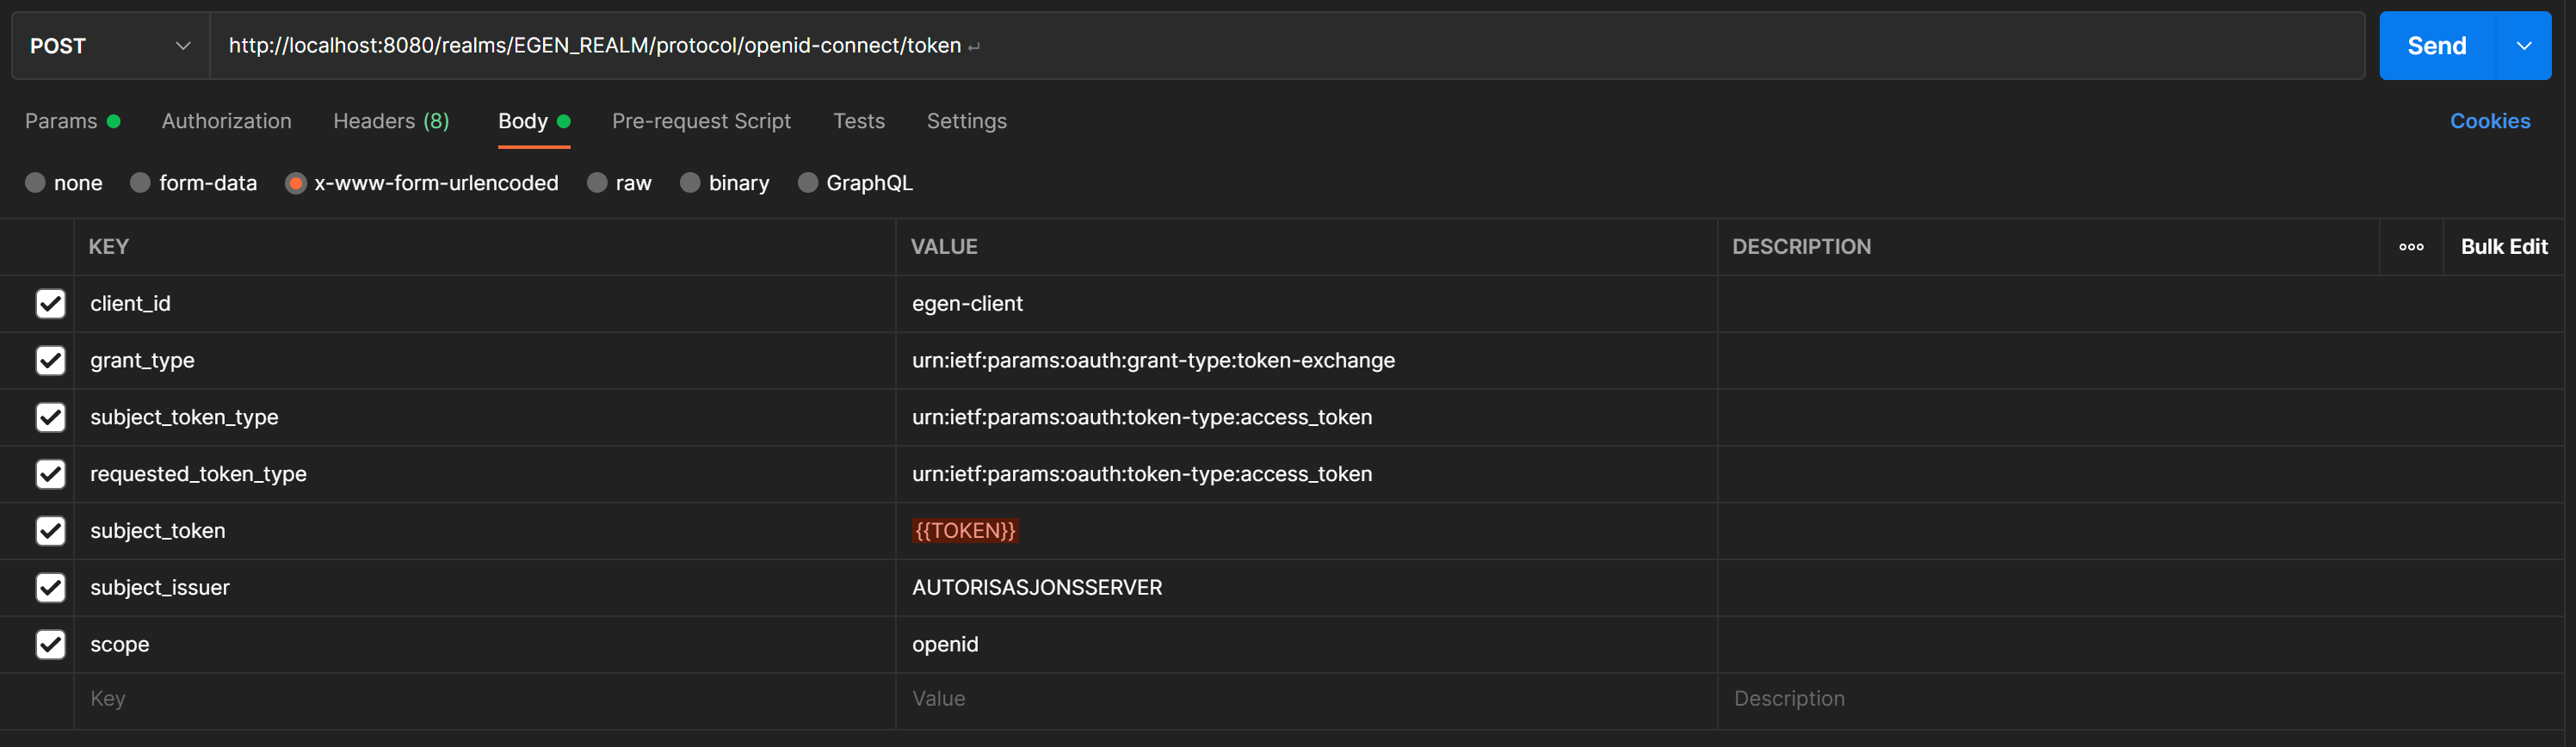 POST http://localhost:8080/realms/EGEN_REALM/protocol/openid-connect/token ↵ Send
Params Authorization Headers (8) Body Pre-request Script Tests Settings Cookies
none form-data x-www-form-urlencoded raw binary GraphQL
KEY VALUE DESCRIPTION ooo Bulk Edit
client_id egen-client
grant_type urn:ietf:params:oauth:grant-type:token-exchange
subject_token_type urn:ietf:params:oauth:token-type:access_token
requested_token_type urn:ietf:params:oauth:token-type:access_token
subject_token {{TOKEN}}
subject_issuer AUTORISASJONSSERVER
scope openid
Key Value Description